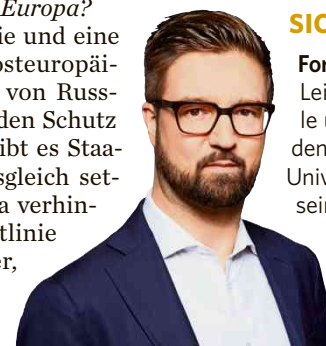 Europa?
ie und eine
osteuropäi-
von Russ-
den Schutz
ibt es Staa-
sgleich set-
a verhin-
tlinie
er,
SIC
For
Lei
le u
den
Univ
sein